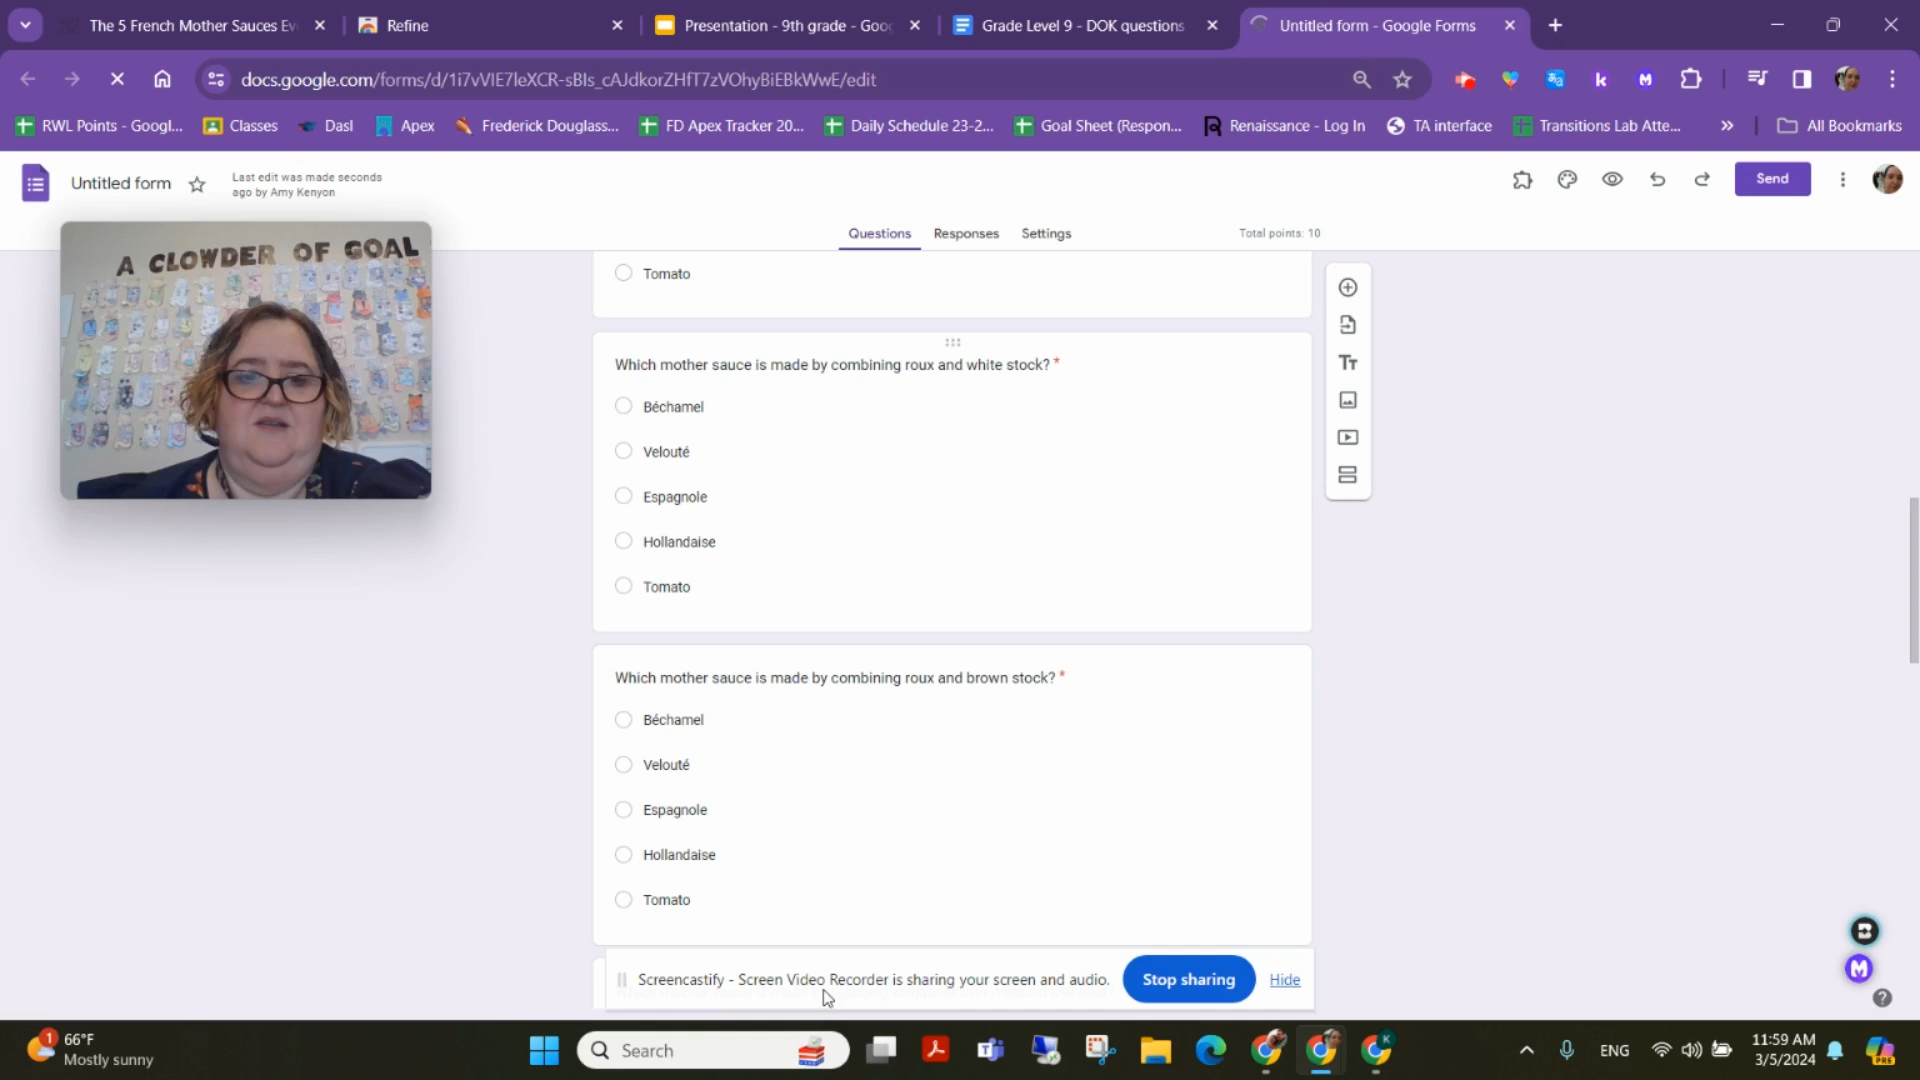 The 5 French Mother Sauces Ev
Refine
Presentation - 9th grade - Goo
Grade Level 9 - DOK questions
Untitled form - Google Forms
docs.google.com/forms/d/1i7vVIE7leXCR-sBIs_cAJdkorZHfT7zVOhyBiEBkWwE/edit
RWL Points - Googl...
Classes
Dasl
Apex
Frederick Douglass...
FD Apex Tracker 20...
Daily Schedule 23-2...
Goal Sheet (Respon...
Renaissance - Log In
TA interface
Transitions Lab Atte...
All Bookmarks
Untitled form
Last edit was made seconds
ago by Amy Kenyon
Send
Questions
Responses
Settings
Total points: 10
A CLOWDER OF GOAL
Tomato
Which mother sauce is made by combining roux and white stock? *
Béchamel
Velouté
Espagnole
Hollandaise
Tomato
Which mother sauce is made by combining roux and brown stock? *
Béchamel
Velouté
Espagnole
Hollandaise
Tomato
Screencastify - Screen Video Recorder is sharing your screen and audio.
Stop sharing
Hide
66°F
Mostly sunny
Search
ENG
11:59 AM
3/5/2024